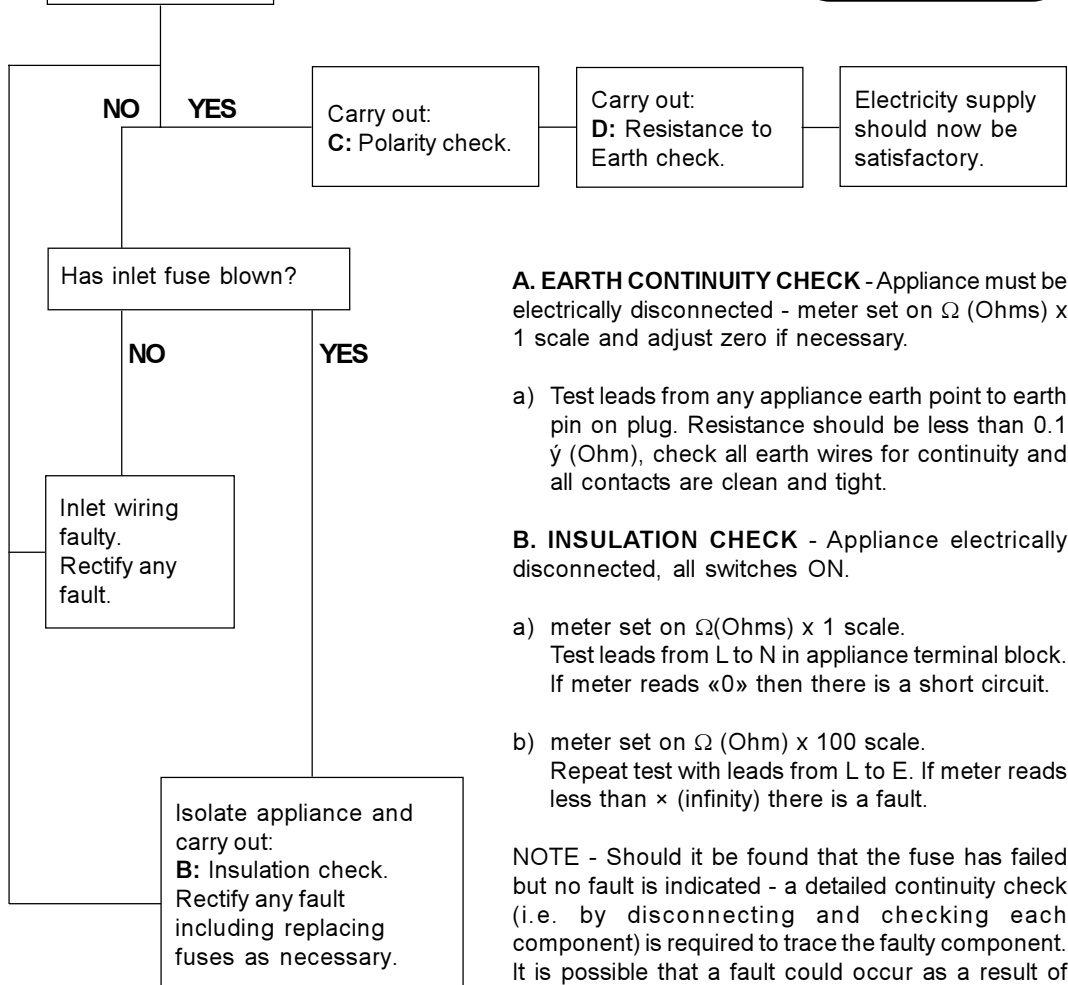 NO YES
Carry out:
C: Polarity check.
Carry out:
D: Resistance to
Earth check.
Electricity supply
should now be
satisfactory.
Has inlet fuse blown?
NO
YES
Inlet wiring
faulty.
Rectify any
fault.
Isolate appliance and
carry out:
B: Insulation check.
Rectify any fault
including replacing
fuses as necessary.
A. EARTH CONTINUITY CHECK - Appliance must be
electrically disconnected - meter set on Ω (Ohms) x
1 scale and adjust zero if necessary.
a) Test leads from any appliance earth point to earth
pin on plug. Resistance should be less than 0.1
ý (Ohm), check all earth wires for continuity and
all contacts are clean and tight.
B. INSULATION CHECK - Appliance electrically
disconnected, all switches ON.
a) meter set on Ω(Ohms) x 1 scale.
Test leads from L to N in appliance terminal block.
If meter reads «0» then there is a short circuit.
b) meter set on Ω (Ohm) x 100 scale.
Repeat test with leads from L to E. If meter reads
less than × (infinity) there is a fault.
NOTE - Should it be found that the fuse has failed
but no fault is indicated - a detailed continuity check
(i.e. by disconnecting and checking each
component) is required to trace the faulty component.
It is possible that a fault could occur as a result of